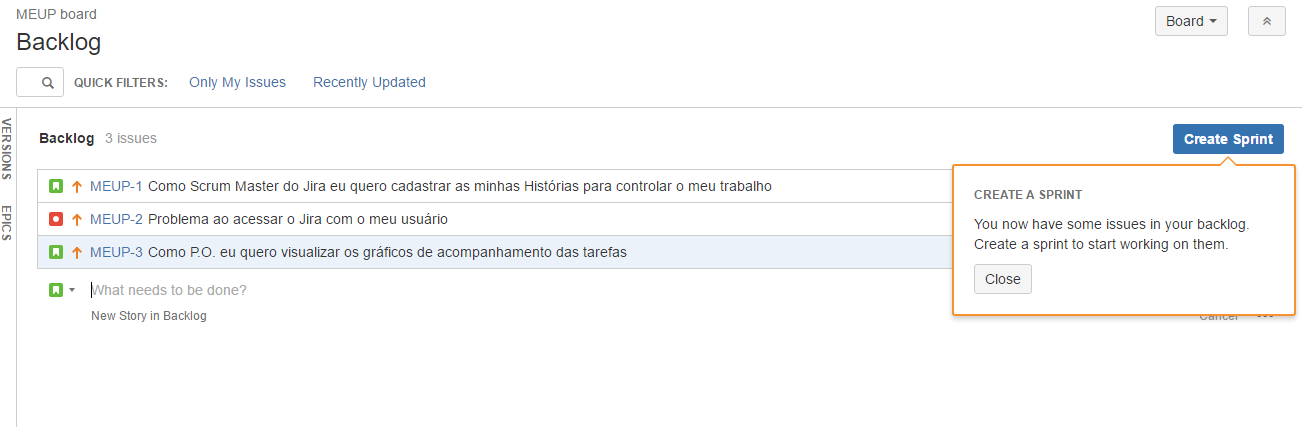 MEUP board
Backlog
Board
QUICK FILTERS: Only My Issues Recently Updated
VERSIONS
EPICS
Backlog 3 issues
Create Sprint
MEUP-1 Como Scrum Master do Jira eu quero cadastrar as minhas Histórias para controlar o meu trabalho
MEUP-2 Problema ao acessar o Jira com o meu usuário
MEUP-3 Como P.O. eu quero visualizar os gráficos de acompanhamento das tarefas
What needs to be done?
New Story in Backlog
CREATE A SPRINT
You now have some issues in your backlog.
Create a sprint to start working on them.
Close
Cancel